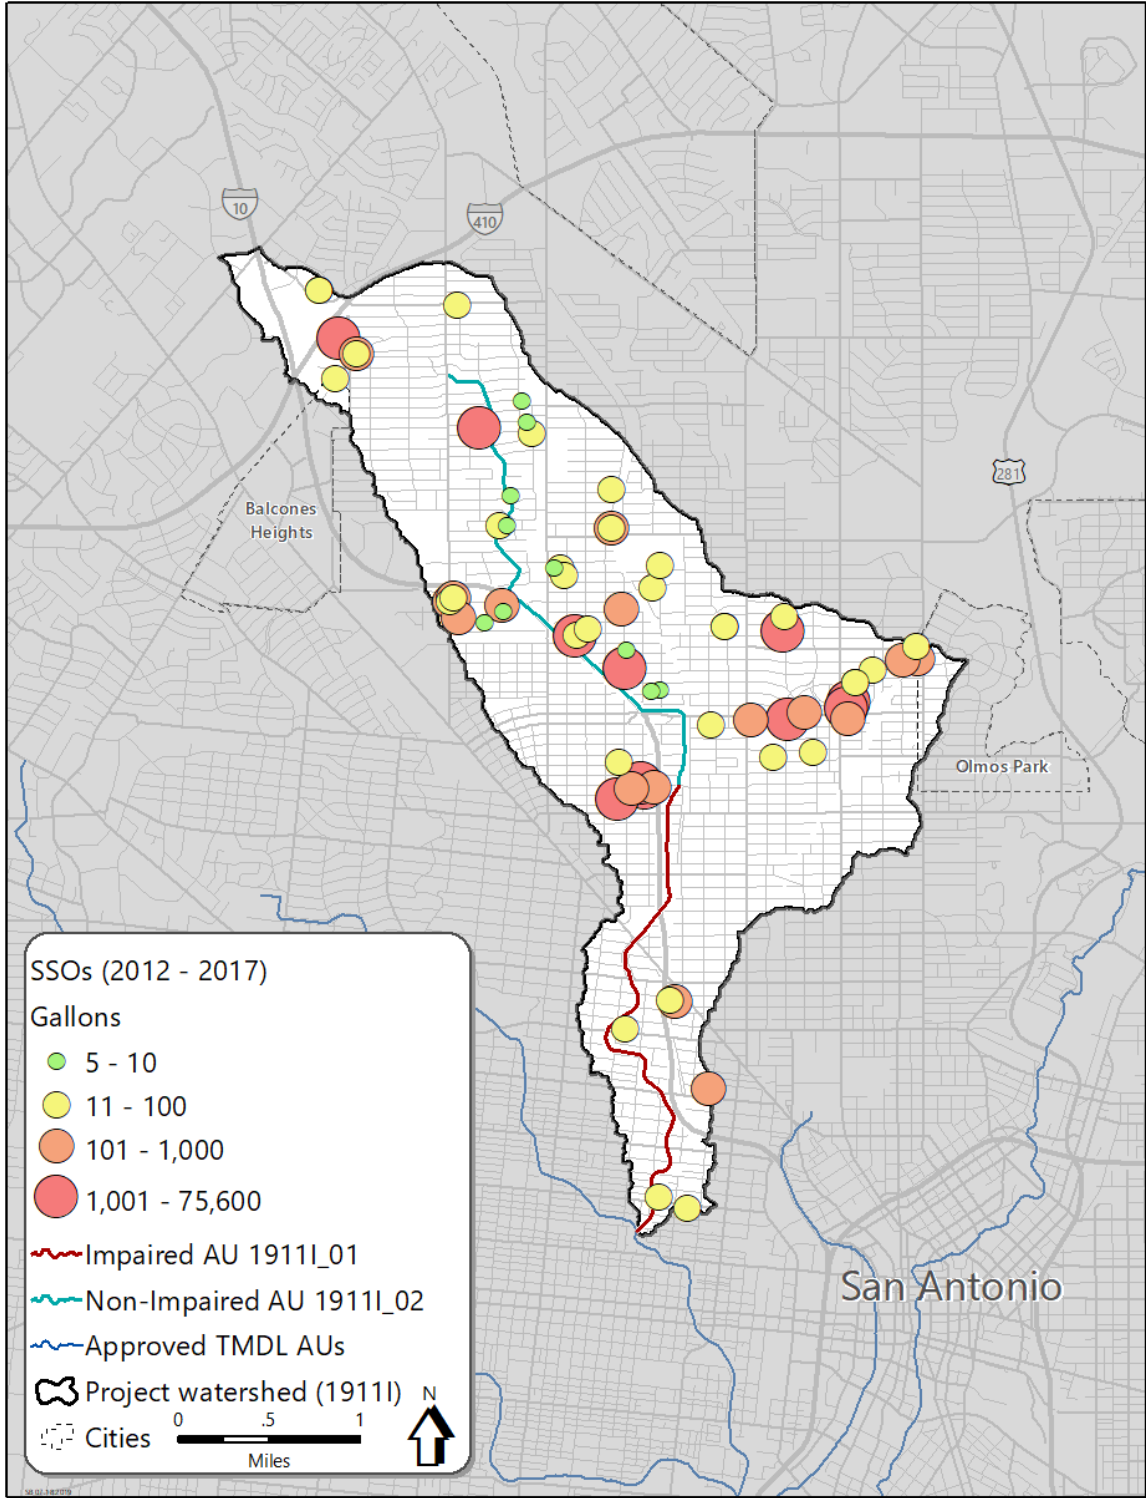 10
410
281
Balcones
Heights
Olmos Park
San Antonio
SSOs (2012 - 2017)
Gallons
5 - 10
11 - 100
101 - 1,000
1,001 - 75,600
Impaired AU 1911I_01
Non-Impaired AU 1911I_02
Approved TMDL AUs
Project watershed (1911I)
N
Cities
0 .5 1
Miles